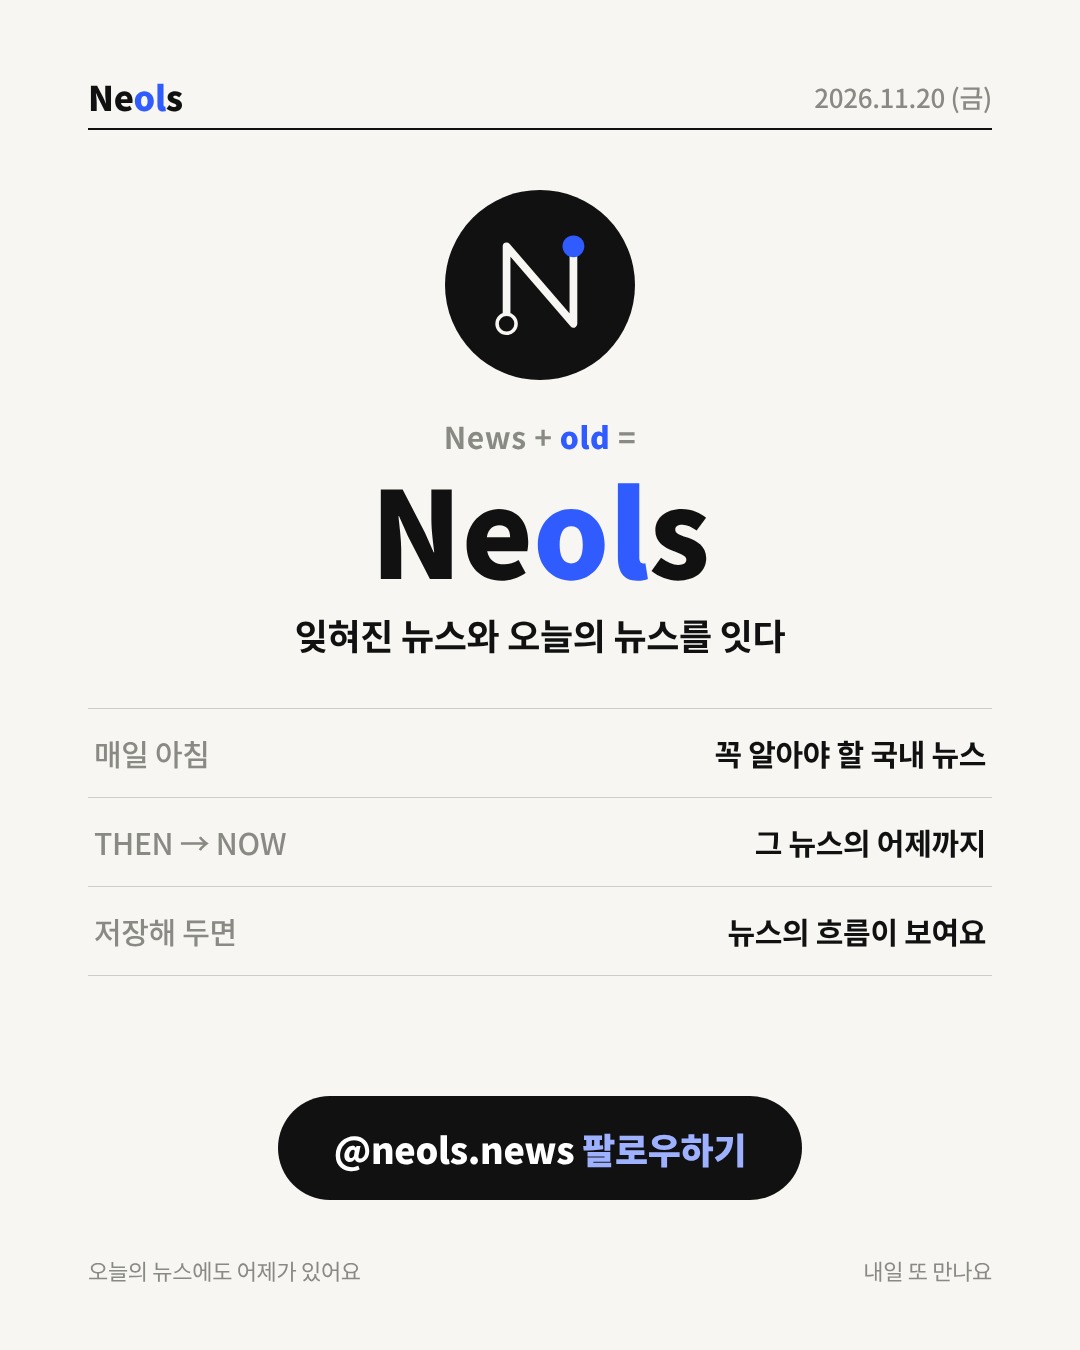 Neols
2026.11.20 (금)
N
News + old =
Neols
잊혀진 뉴스와 오늘의 뉴스를 잇다
매일 아침
꼭 알아야 할 국내 뉴스
THEN → NOW
그 뉴스의 어제까지
저장해 두면
뉴스의 흐름이 보여요
@neols.news 팔로우하기
오늘의 뉴스에도 어제가 있어요
내일 또 만나요